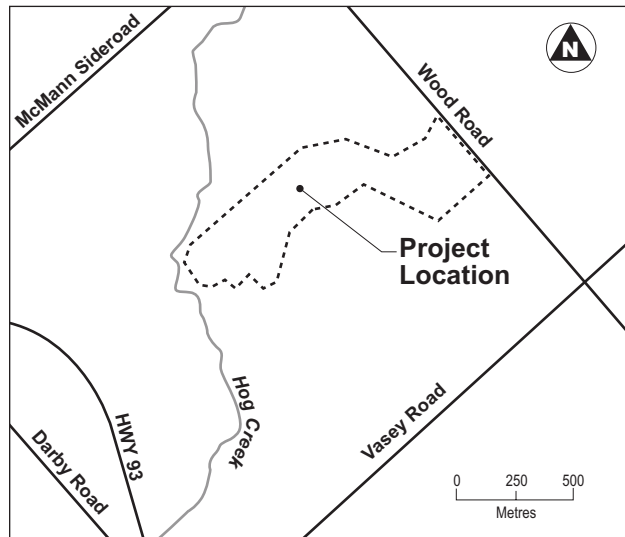 McMann Sideroad
Wood Road
N
Project
Location
Hog Creek
HWY 93
Darby Road
Vasey Road
0 250 500
Metres